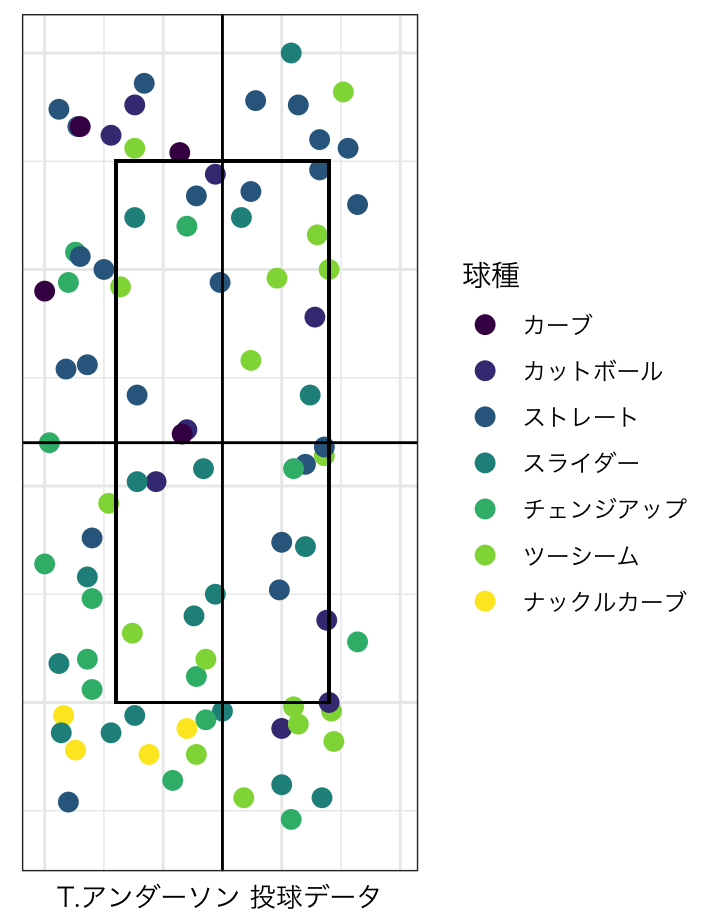 球種
カーブ
カットボール
ストレート
スライダー
チェンジアップ
ツーシーム
ナックルカーブ
T.アンダーソン 投球データ